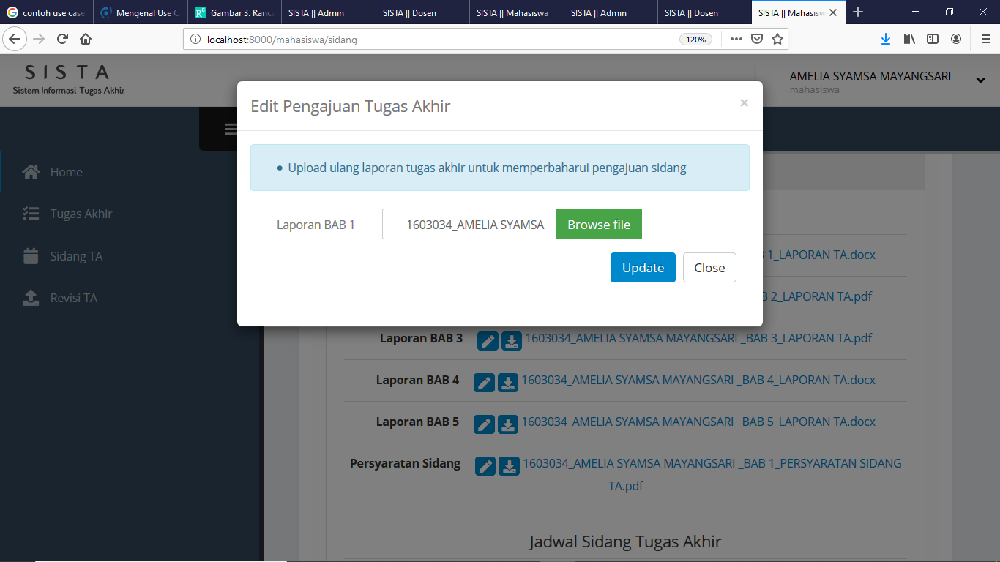 contoh use case
Mengenal Use C
Gambar 3. Ranc
SISTA || Admin
SISTA || Dosen
SISTA || Mahasiswa
SISTA || Admin
SISTA || Dosen
SISTA || Mahasisw
localhost:8000/mahasiswa/sidang
120%
SISTA
Sistem Informasi Tugas Akhir
AMELIA SYAMSA MAYANGSARI
mahasiswa
Home
Tugas Akhir
Sidang TA
Revisi TA
Edit Pengajuan Tugas Akhir
×
• Upload ulang laporan tugas akhir untuk memperbaharui pengajuan sidang
Laporan BAB 1
1603034_AMELIA SYAMSA
Browse file
Update
Close
1_LAPORAN TA.docx
2_LAPORAN TA.pdf
Laporan BAB 3 1603034_AMELIA SYAMSA MAYANGSARI _BAB 3_LAPORAN TA.pdf
Laporan BAB 4 1603034_AMELIA SYAMSA MAYANGSARI _BAB 4_LAPORAN TA.docx
Laporan BAB 5 1603034_AMELIA SYAMSA MAYANGSARI _BAB 5_LAPORAN TA.docx
Persyaratan Sidang 1603034_AMELIA SYAMSA MAYANGSARI _BAB 1_PERSYARATAN SIDANG
TA.pdf
Jadwal Sidang Tugas Akhir